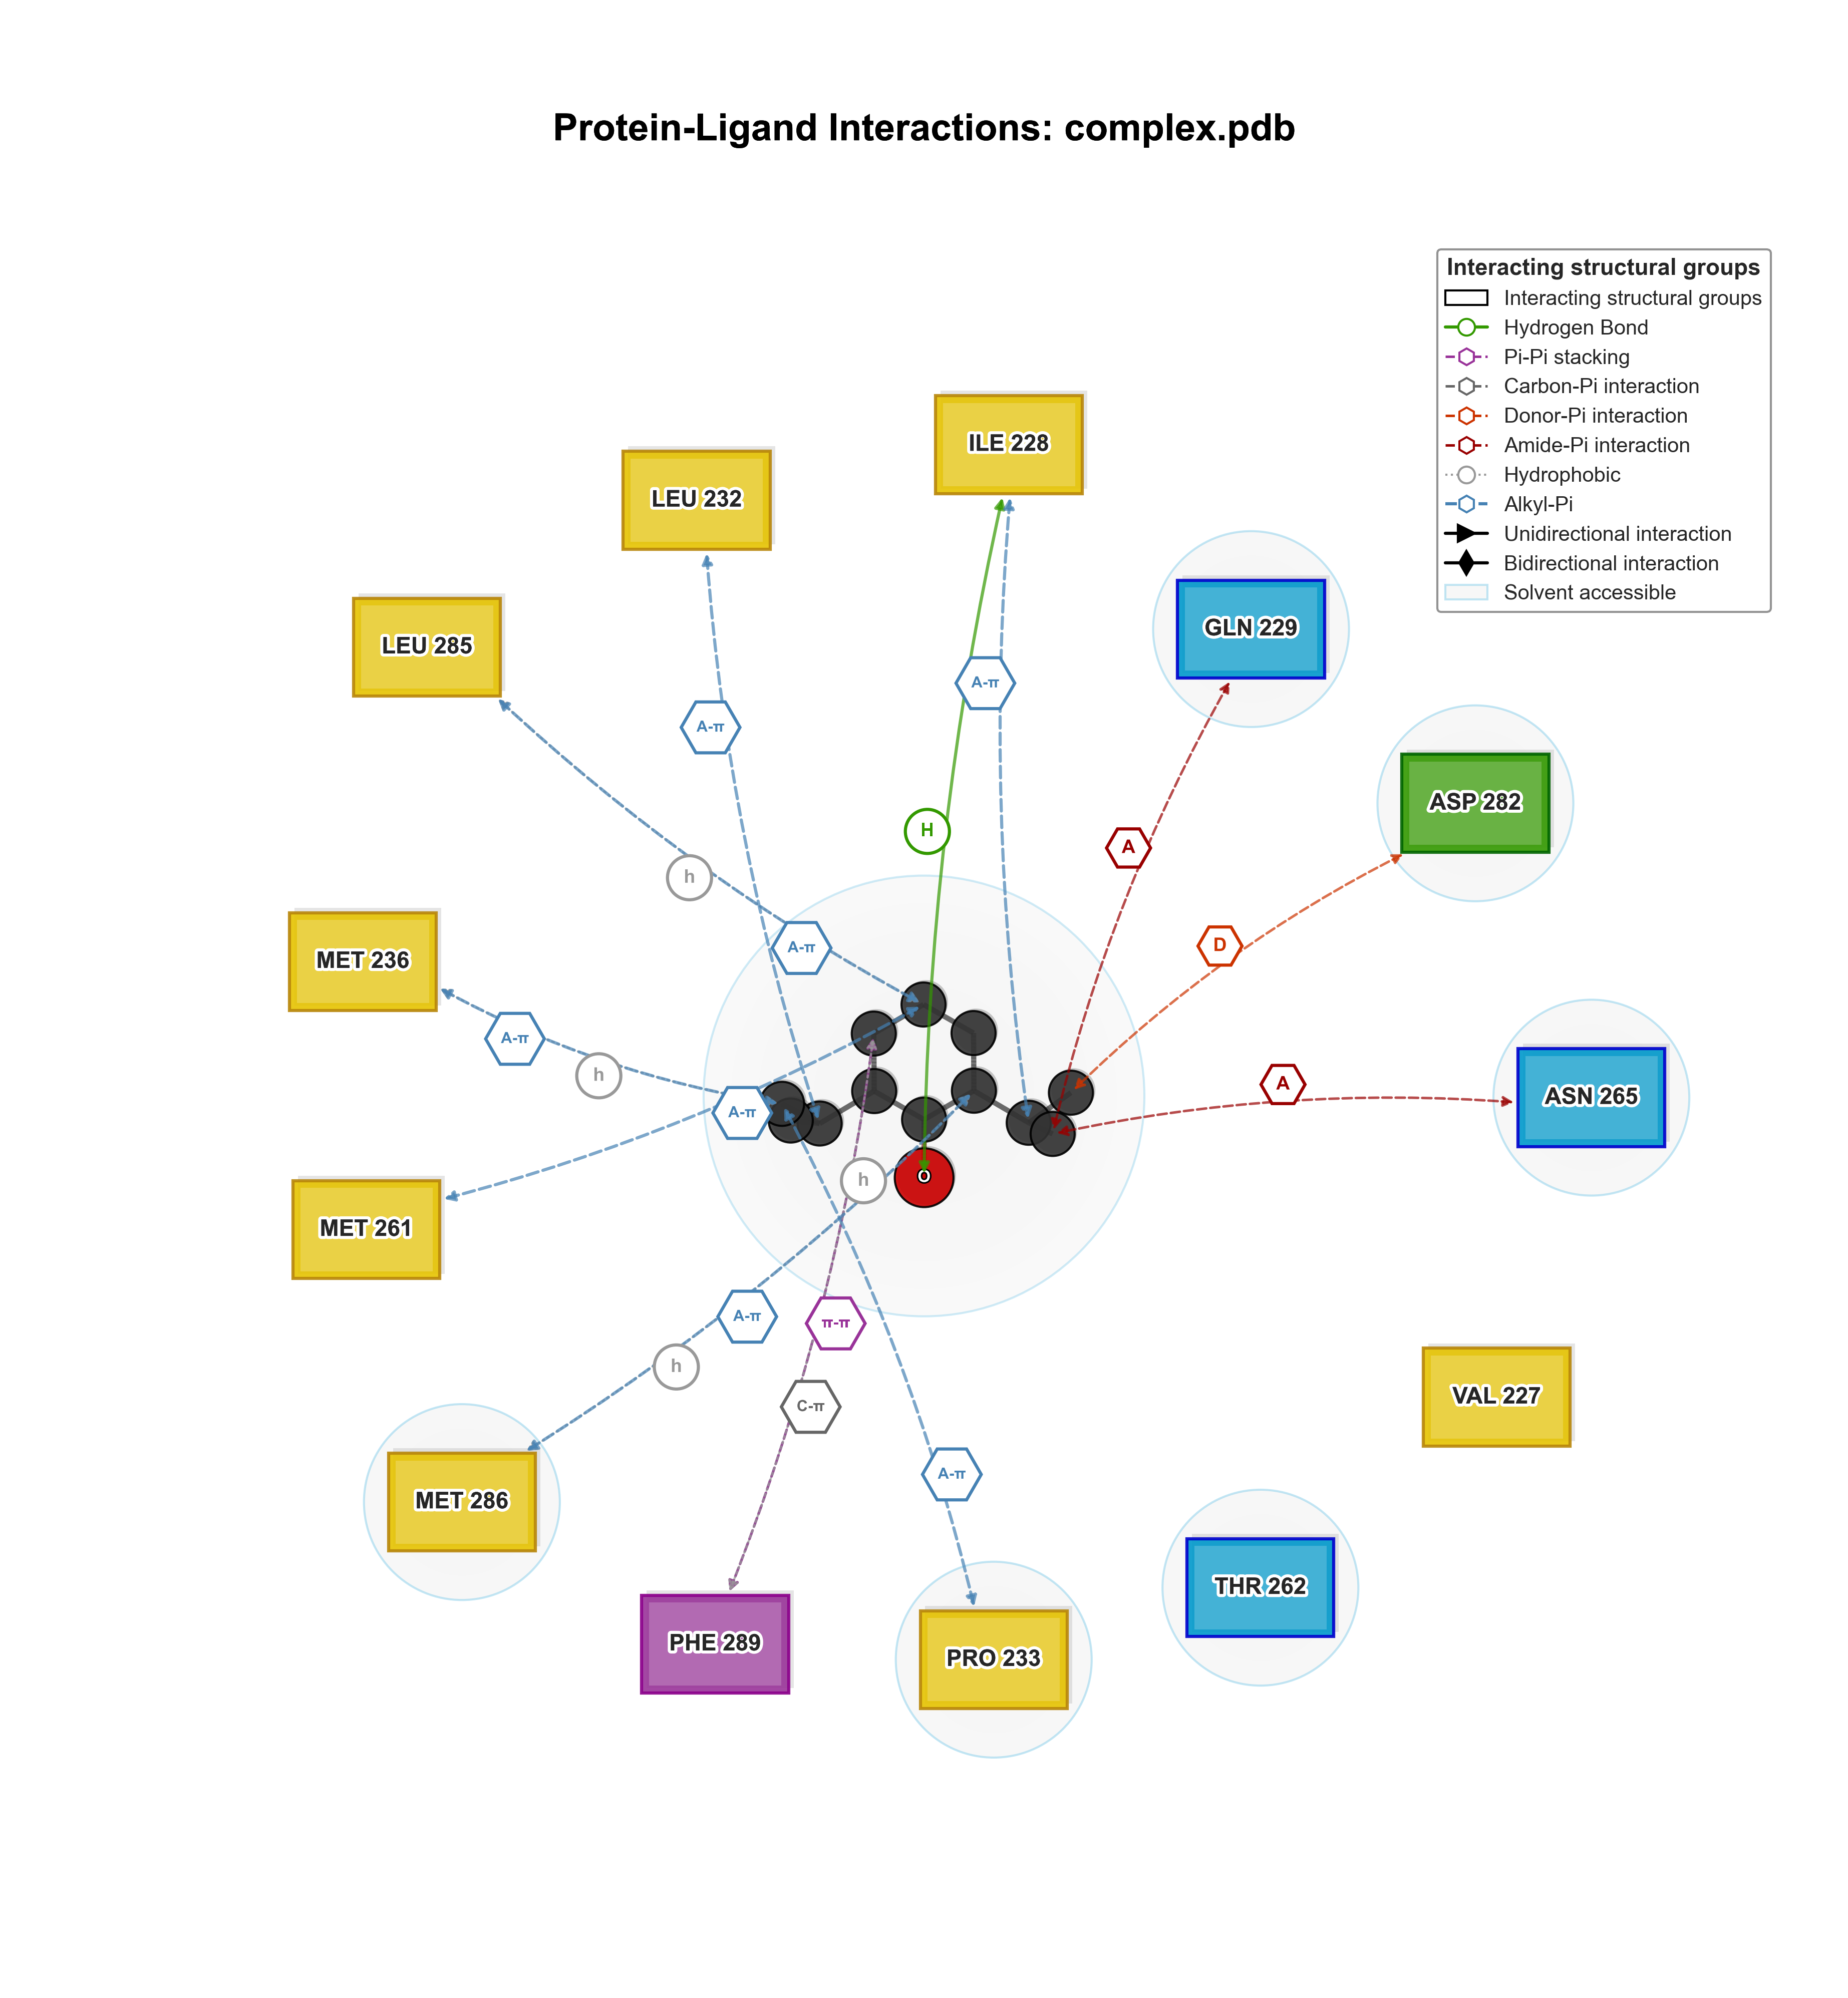 Protein-Ligand Interactions: complex.pdb
Interacting structural groups
Interacting structural groups
Hydrogen Bond
Pi-Pi stacking
Carbon-Pi interaction
Donor-Pi interaction
Amide-Pi interaction
Hydrophobic
Alkyl-Pi
Unidirectional interaction
Bidirectional interaction
Solvent accessible
ILE 228
LEU 232
GLN 229
LEU 285
A-π
A-π
ASP 282
H
A
h
A-π
D
MET 236
A-π
h
A
ASN 265
A-π
h
O
MET 261
A-π
π-π
h
C-π
VAL 227
A-π
MET 286
THR 262
PHE 289
PRO 233